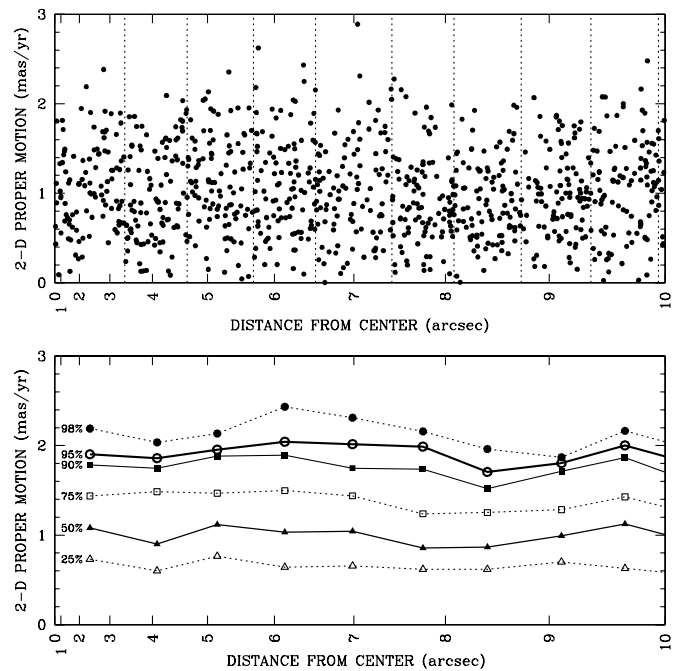 3
2
1
0
2-D PROPER MOTION (mas/yr)
0 1 2 3 4 5 6 7 8 9 10
DISTANCE FROM CENTER (arcsec)
3
2
1
0
2-D PROPER MOTION (mas/yr)
98%
95%
90%
75%
50%
25%
0 1 2 3 4 5 6 7 8 9 10
DISTANCE FROM CENTER (arcsec)